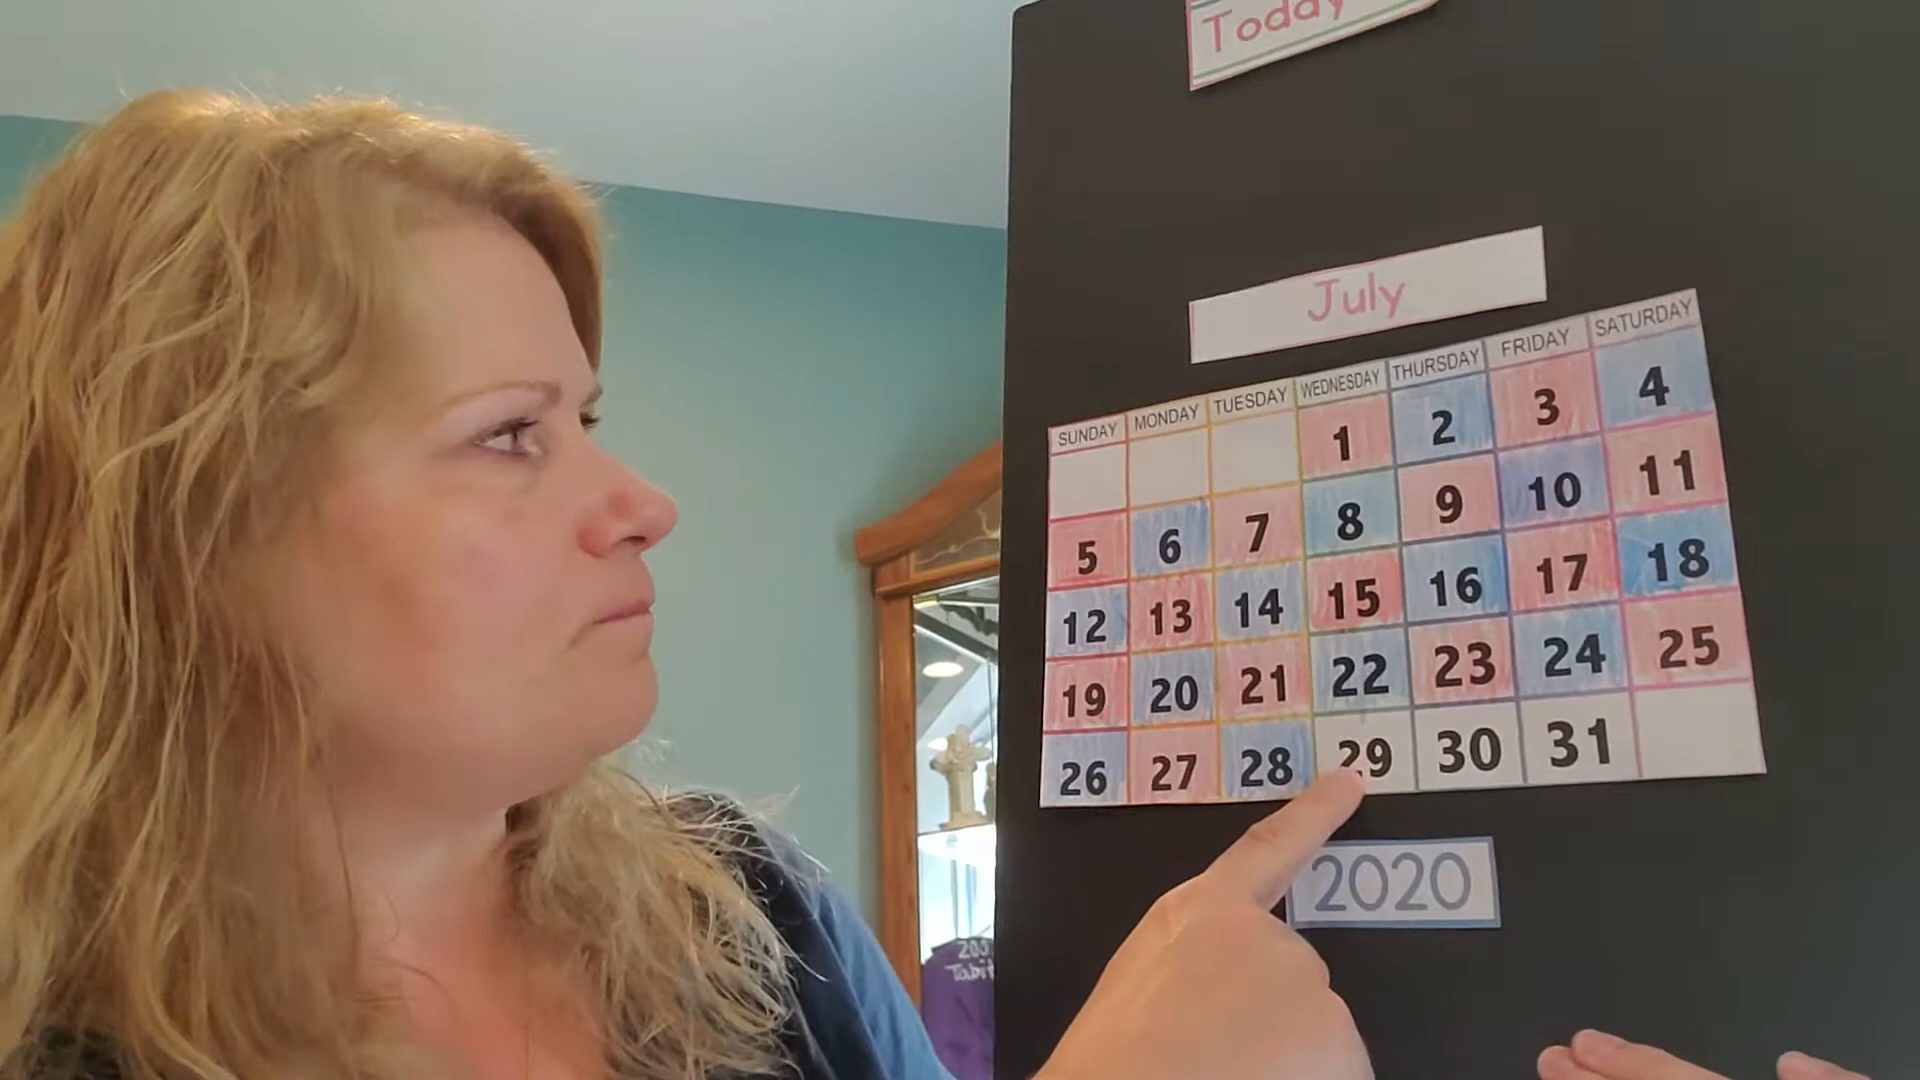 Today
July
SUNDAY MONDAY TUESDAY WEDNESDAY THURSDAY FRIDAY SATURDAY
1 2 3 4
5 6 7 8 9 10 11
12 13 14 15 16 17 18
19 20 21 22 23 24 25
26 27 28 29 30 31
2020